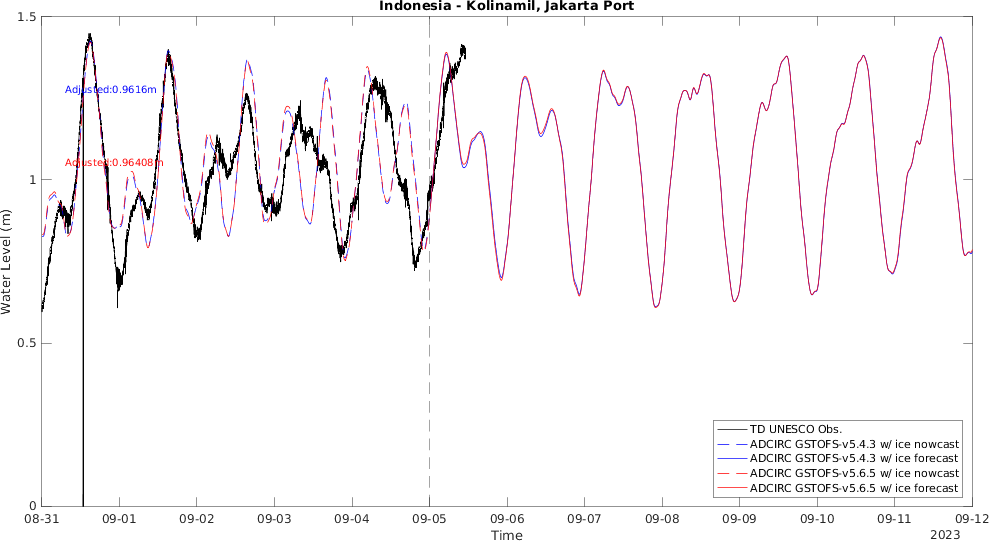 Indonesia - Kolinamil, Jakarta Port
1.5
1
0.5
0
Water Level (m)
Adjusted:0.9616m
Adjusted:0.96408m
TD UNESCO Obs.
ADCIRC GSTOFS-v5.4.3 w/ ice nowcast
ADCIRC GSTOFS-v5.4.3 w/ ice forecast
ADCIRC GSTOFS-v5.6.5 w/ ice nowcast
ADCIRC GSTOFS-v5.6.5 w/ ice forecast
08-31 09-01 09-02 09-03 09-04 09-05 09-06 09-07 09-08 09-09 09-10 09-11 09-12
Time
2023